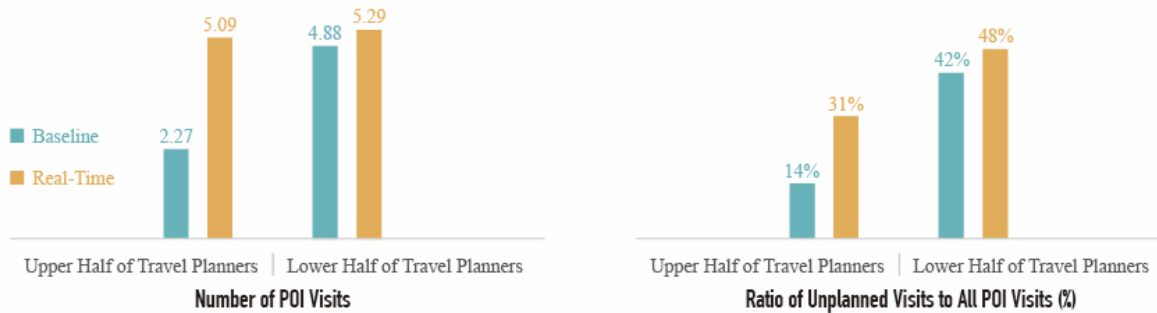 5.09
5.29
4.88
2.27
Baseline
Real-Time
Upper Half of Travel Planners
Lower Half of Travel Planners
Number of POI Visits
48%
42%
31%
14%
Upper Half of Travel Planners
Lower Half of Travel Planners
Ratio of Unplanned Visits to All POI Visits (%)